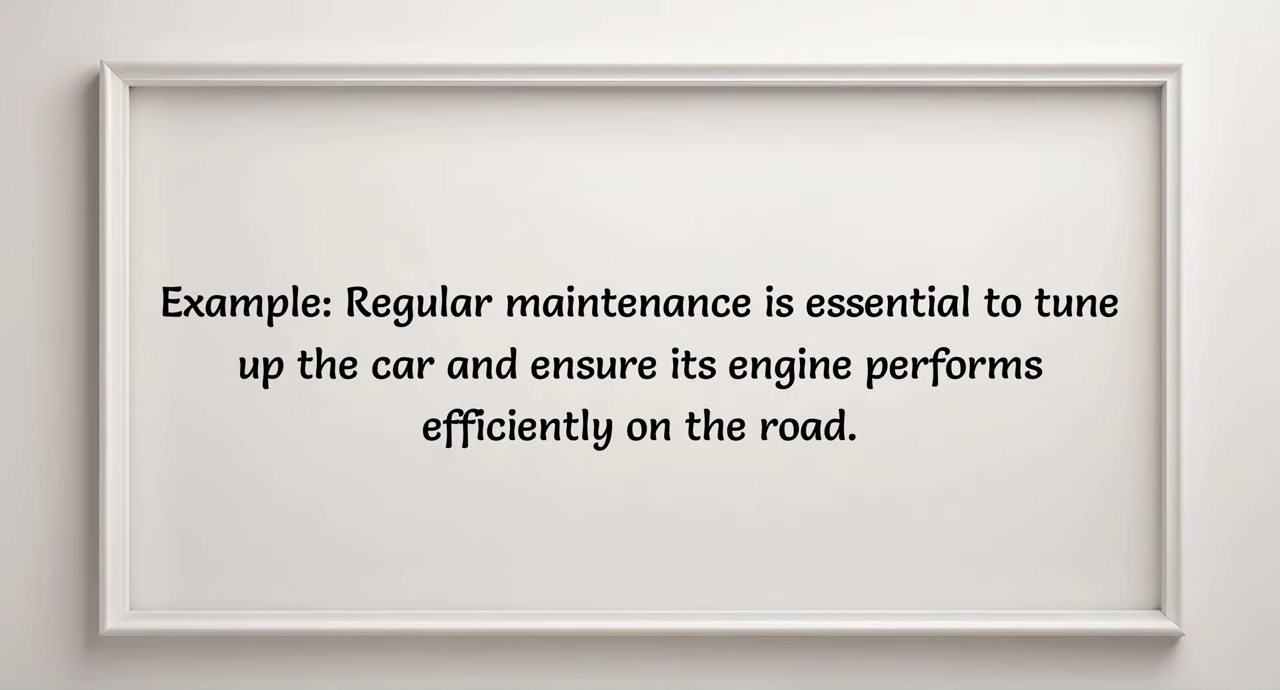 Example: Regular maintenance is essential to tune
up the car and ensure its engine performs
efficiently on the road.